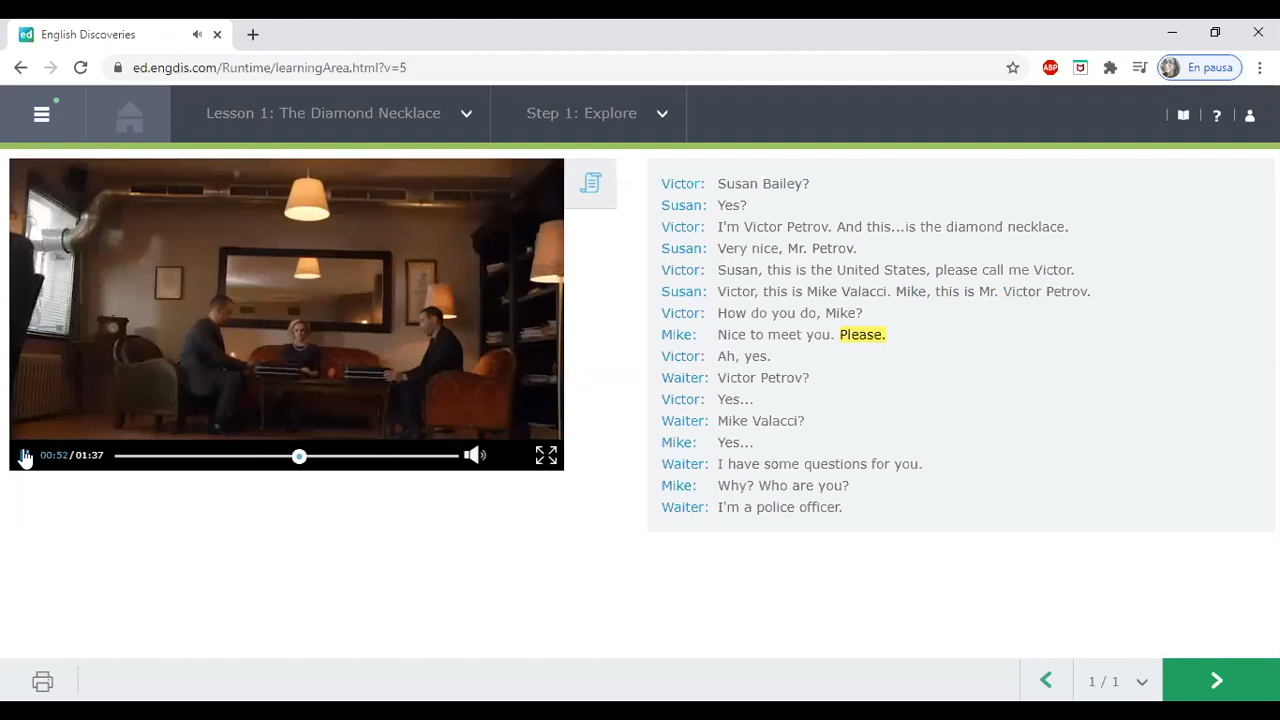 English Discoveries
ed.engdis.com/Runtime/learningArea.html?v=5
ABP
En pausa
Lesson 1: The Diamond Necklace
Step 1: Explore
?
Victor: Susan Bailey?
Susan: Yes?
Victor: I'm Victor Petrov. And this...is the diamond necklace.
Susan: Very nice, Mr. Petrov.
Victor: Susan, this is the United States, please call me Victor.
Susan: Victor, this is Mike Valacci. Mike, this is Mr. Victor Petrov.
Victor: How do you do, Mike?
Mike: Nice to meet you. Please.
Victor: Ah, yes.
Waiter: Victor Petrov?
Victor: Yes...
Waiter: Mike Valacci?
Mike: Yes...
Waiter: I have some questions for you.
Mike: Why? Who are you?
Waiter: I'm a police officer.
00:52/01:37
1 / 1